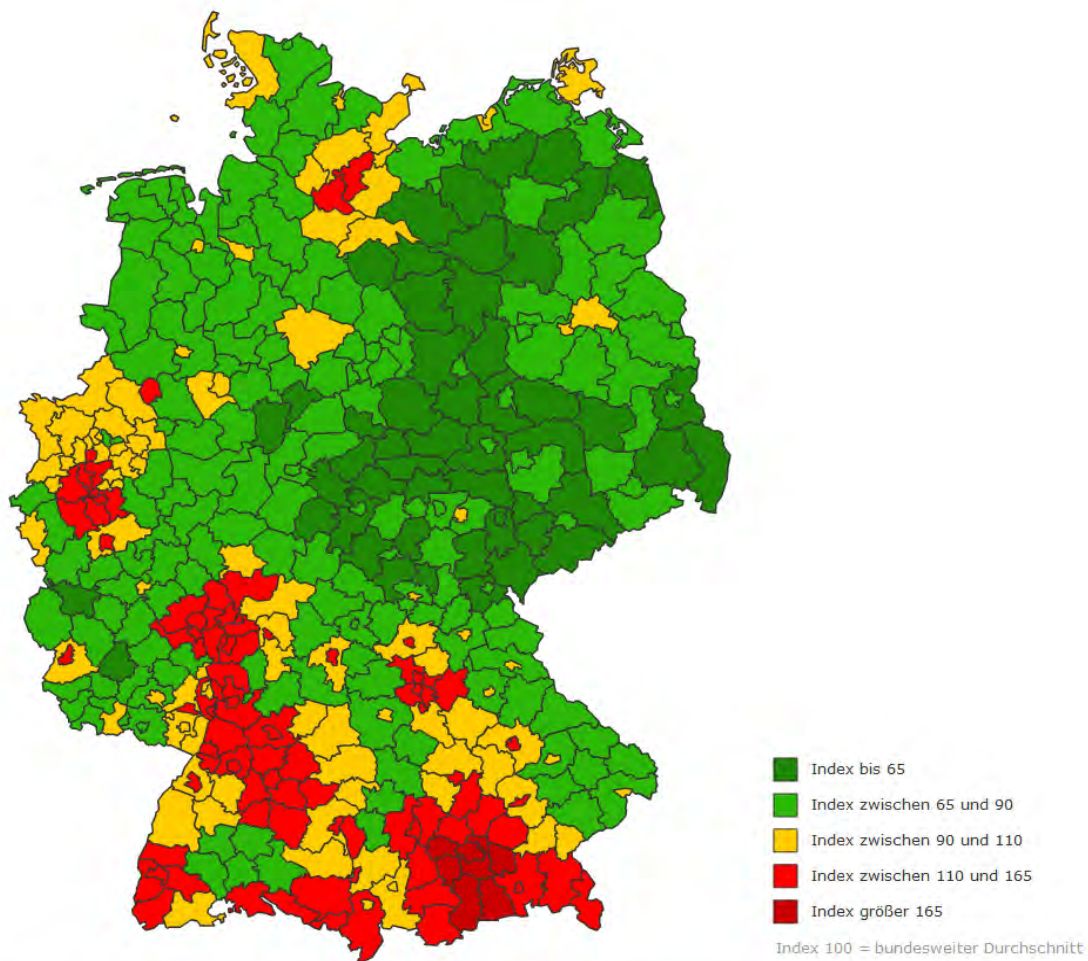 Index bis 65
Index zwischen 65 und 90
Index zwischen 90 und 110
Index zwischen 110 und 165
Index größer 165
Index 100 = bundesweiter Durchschnitt